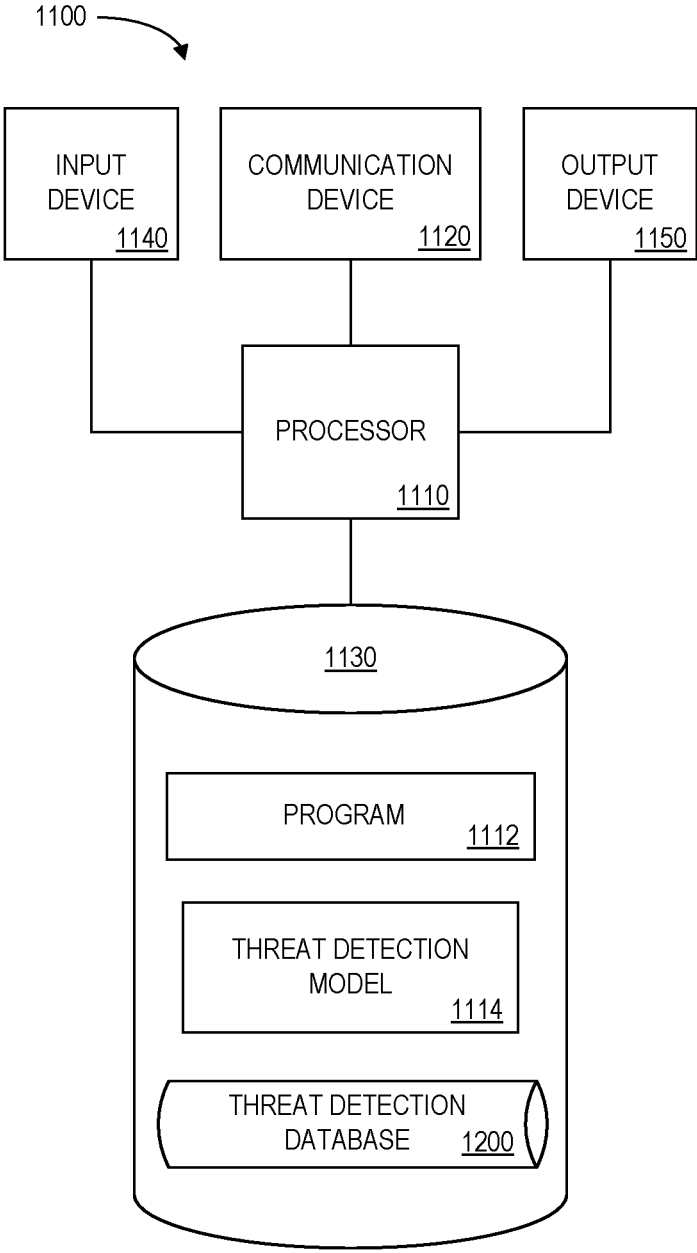 1100
INPUT
DEVICE
1140
COMMUNICATION
DEVICE
1120
OUTPUT
DEVICE
1150
PROCESSOR
1110
1130
PROGRAM
1112
THREAT DETECTION
MODEL
1114
THREAT DETECTION
DATABASE
1200